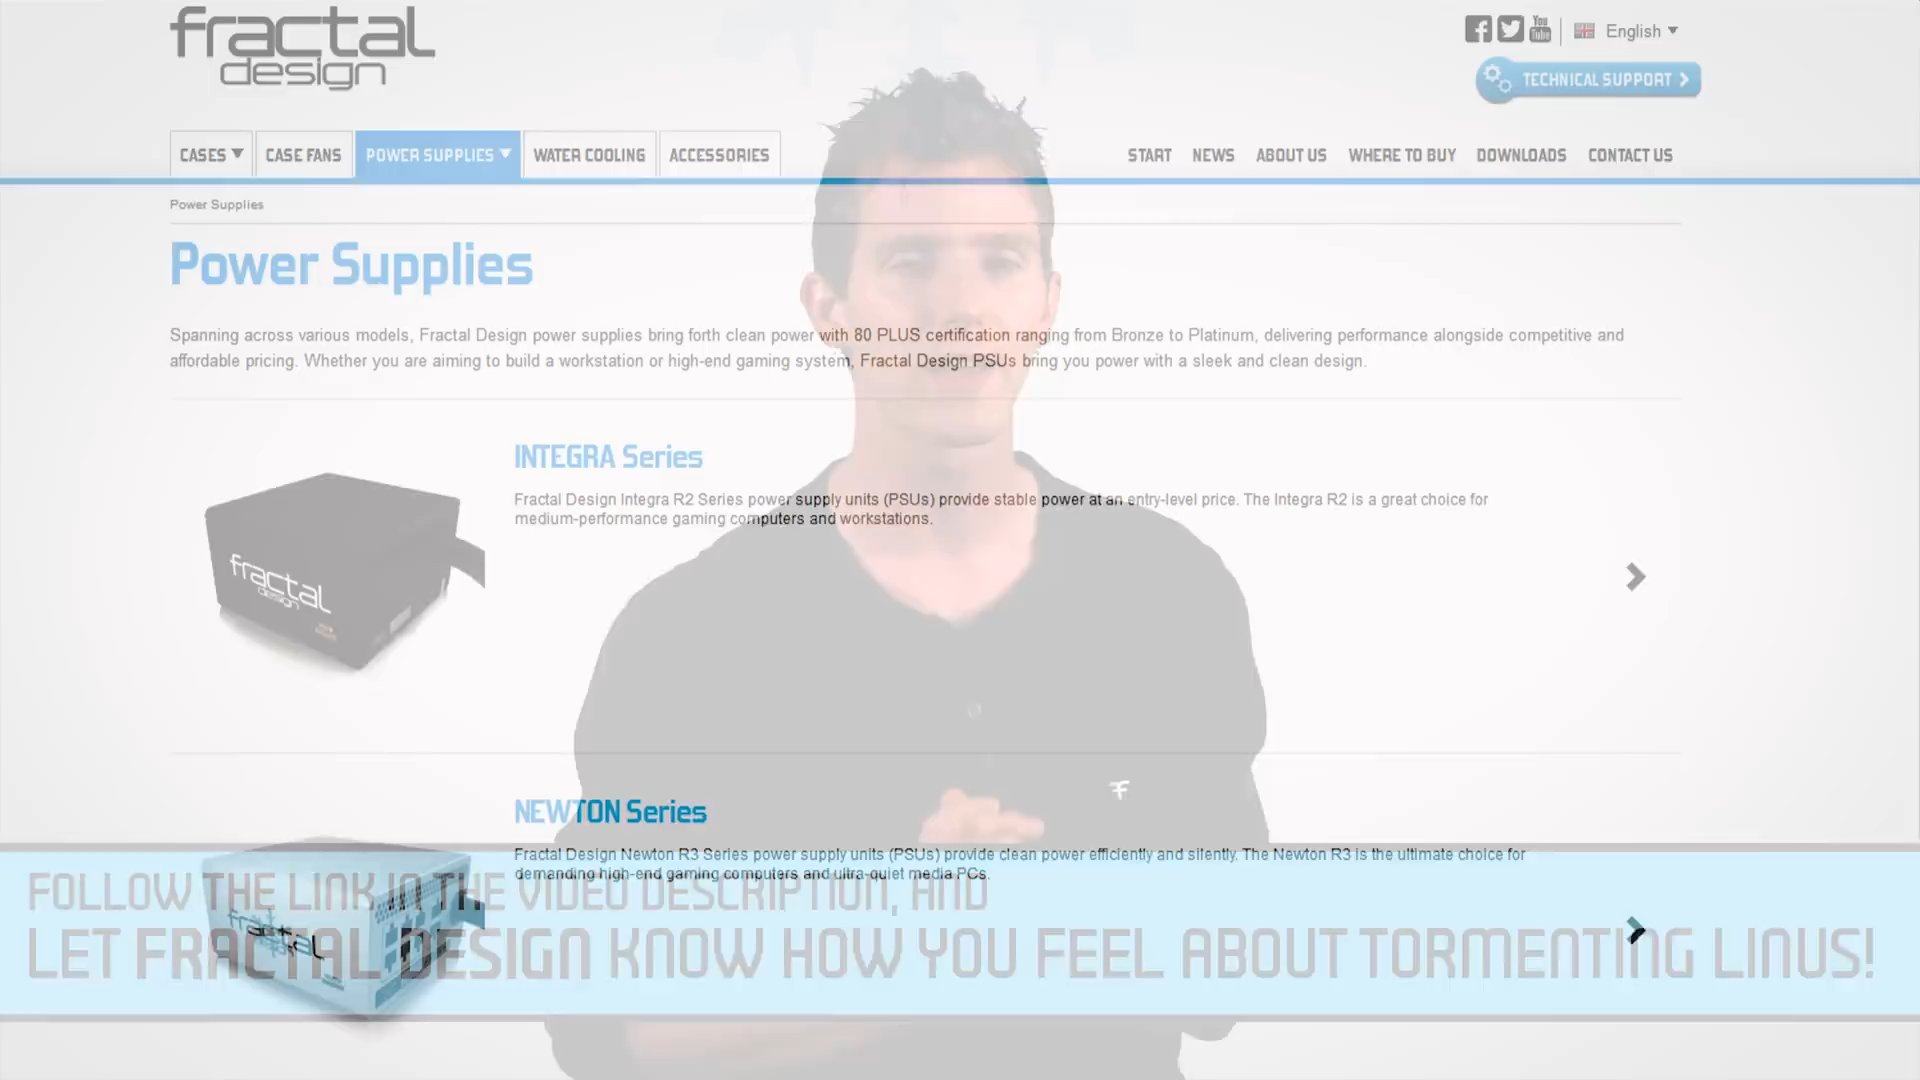 fractal
design
You
Tube
English
TECHNICAL SUPPORT
CASES
CASE FANS
POWER SUPPLIES
WATER COOLING
ACCESSORIES
START
NEWS
ABOUT US
WHERE TO BUY
DOWNLOADS
CONTACT US
Power Supplies
Power Supplies
Spanning across various models, Fractal Design power supplies bring forth clean power with 80 PLUS certification ranging from Bronze to Platinum, delivering performance alongside competitive and
affordable pricing. Whether you are aiming to build a workstation or high-end gaming system, Fractal Design PSUs bring you power with a sleek and clean design.
INTEGRA Series
Fractal Design Integra R2 Series power supply units (PSUs) provide stable power at an entry-level price. The Integra R2 is a great choice for
medium-performance gaming computers and workstations.
fractal
design
NEWTON Series
Fractal Design Newton R3 Series power supply units (PSUs) provide clean power efficiently and silently. The Newton R3 is the ultimate choice for
demanding high-end gaming computers and ultra-quiet media PCs.
fractal
FOLLOW THE LINK IN THE VIDEO DESCRIPTION, AND
LET FRACTAL DESIGN KNOW HOW YOU FEEL ABOUT TORMENTING LINUS!